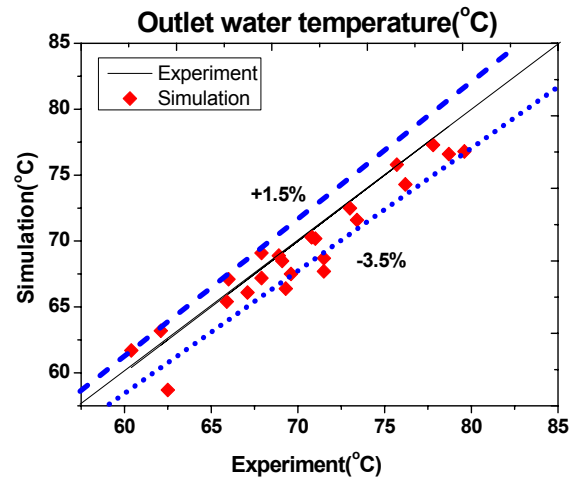 Outlet water temperature(°C)
85
80
75
70
65
60
Simulation(°C)
Experiment
Simulation
+1.5%
-3.5%
60 65 70 75 80 85
Experiment(°C)